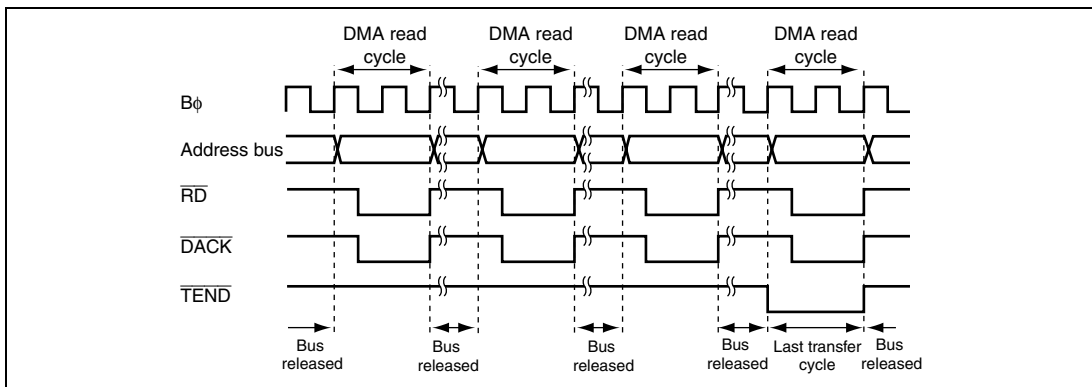 DMA read cycle
DMA read cycle
DMA read cycle
DMA read cycle
Bϕ
Address bus
RD
DACK
TEND
Bus released
Bus released
Bus released
Bus released
Last transfer cycle
Bus released